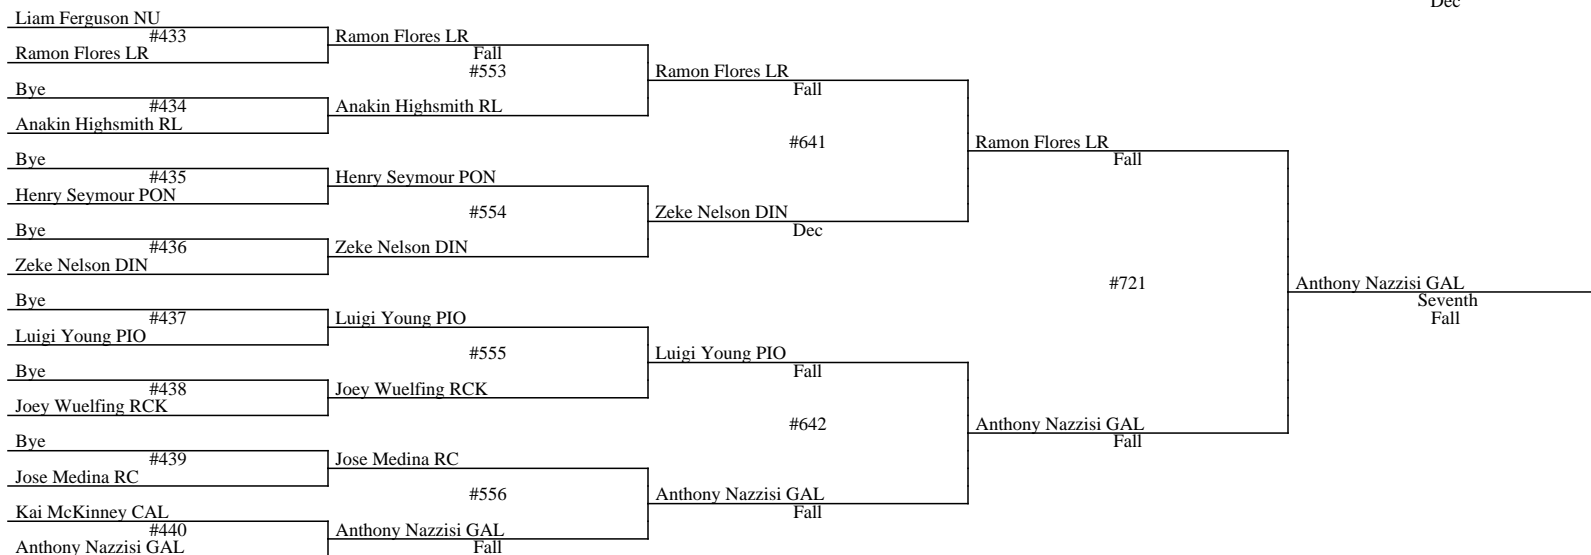 Dec
Liam Ferguson NU
#433
Ramon Flores LR
Ramon Flores LR
Fall
#553
Ramon Flores LR
Fall
Bye
#434
Anakin Highsmith RL
Anakin Highsmith RL
#641
Ramon Flores LR
Fall
Bye
#435
Henry Seymour PON
Henry Seymour PON
#554
Zeke Nelson DIN
Dec
Bye
#436
Zeke Nelson DIN
Zeke Nelson DIN
#721
Anthony Nazzisi GAL
Seventh
Fall
Bye
#437
Luigi Young PIO
Luigi Young PIO
#555
Luigi Young PIO
Fall
Bye
#438
Joey Wuelfing RCK
Joey Wuelfing RCK
#642
Anthony Nazzisi GAL
Fall
Bye
#439
Jose Medina RC
Jose Medina RC
#556
Anthony Nazzisi GAL
Fall
Kai McKinney CAL
#440
Anthony Nazzisi GAL
Anthony Nazzisi GAL
Fall